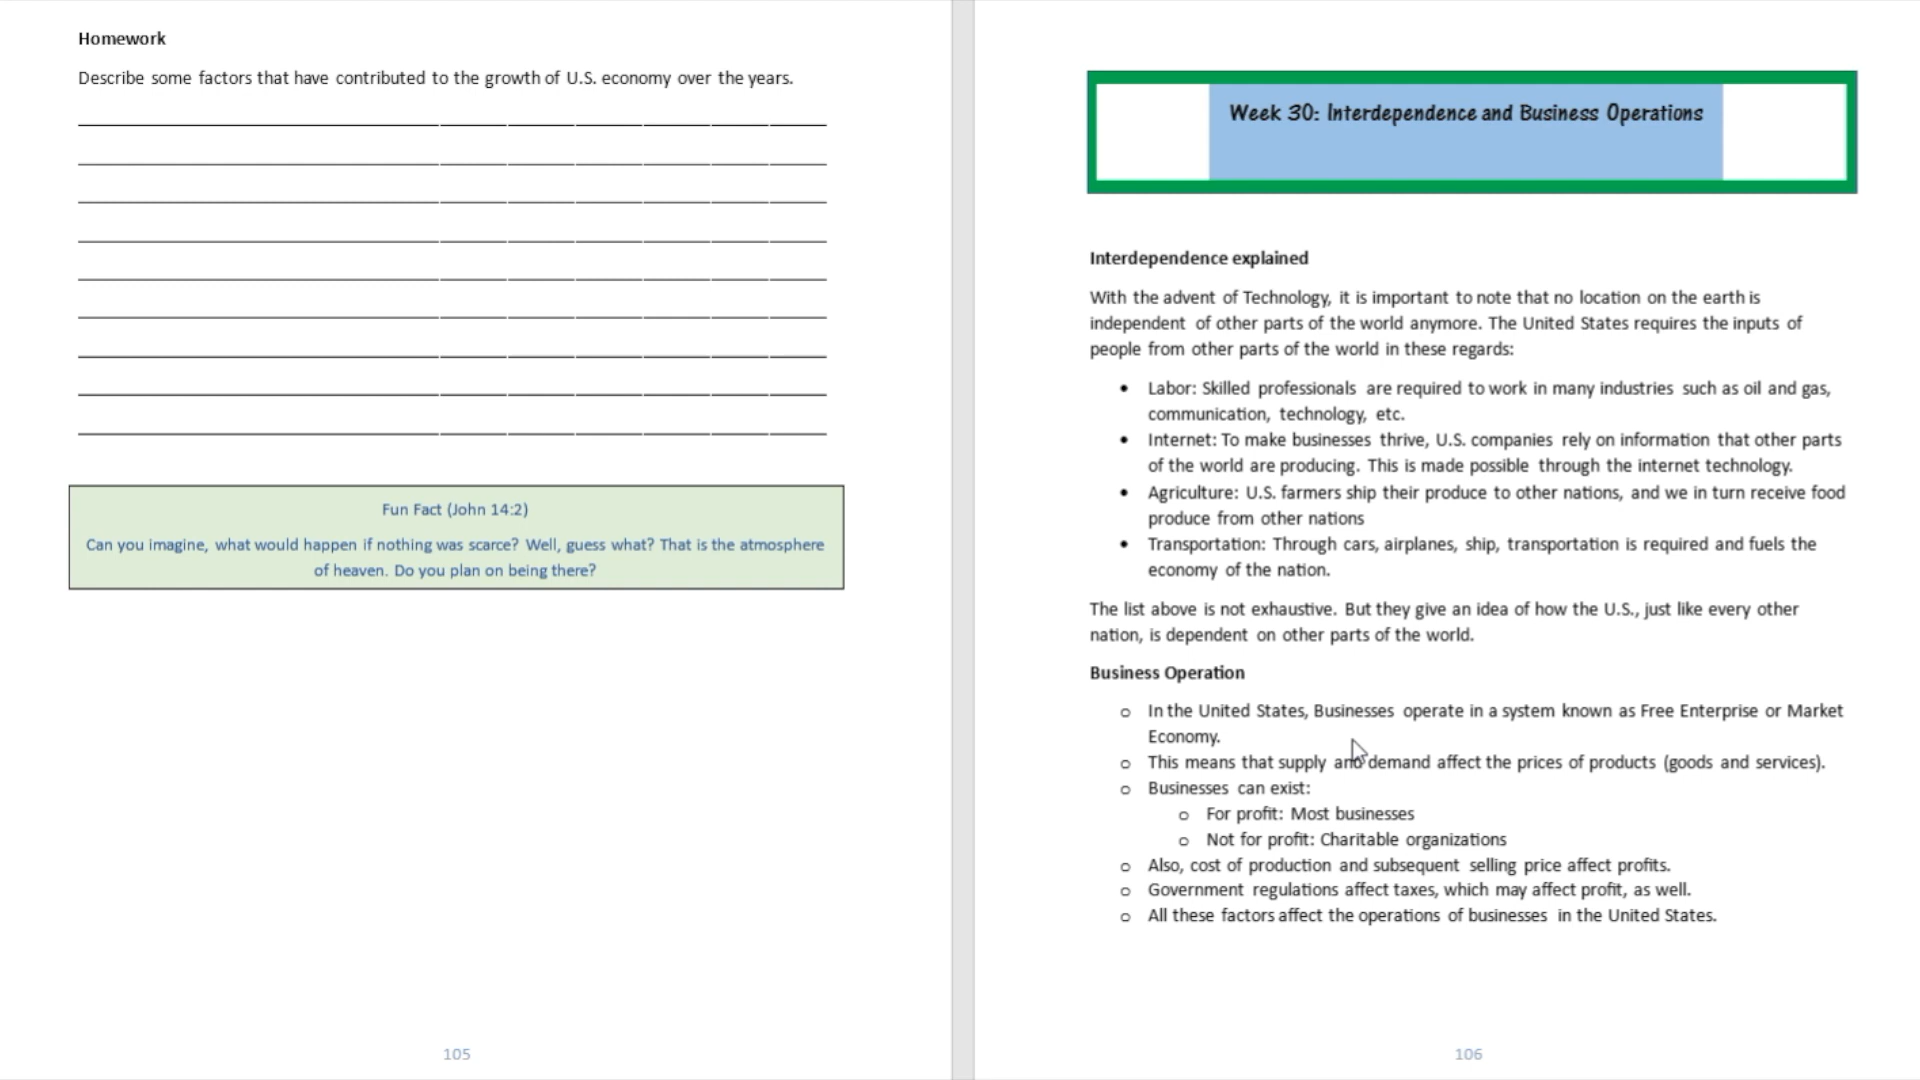 Homework
Describe some factors that have contributed to the growth of U.S. economy over the years.
Fun Fact (John 14:2)
Can you imagine, what would happen if nothing was scarce? Well, guess what? That is the atmosphere
of heaven. Do you plan on being there?
105
Week 30: Interdependence and Business Operations
Interdependence explained
With the advent of Technology, it is important to note that no location on the earth is
independent of other parts of the world anymore. The United States requires the inputs of
people from other parts of the world in these regards:
• Labor: Skilled professionals are required to work in many industries such as oil and gas,
communication, technology, etc.
• Internet: To make businesses thrive, U.S. companies rely on information that other parts
of the world are producing. This is made possible through the internet technology.
• Agriculture: U.S. farmers ship their produce to other nations, and we in turn receive food
produce from other nations
• Transportation: Through cars, airplanes, ship, transportation is required and fuels the
economy of the nation.
The list above is not exhaustive. But they give an idea of how the U.S., just like every other
nation, is dependent on other parts of the world.
Business Operation
o In the United States, Businesses operate in a system known as Free Enterprise or Market
Economy.
o This means that supply and demand affect the prices of products (goods and services).
o Businesses can exist:
o For profit: Most businesses
o Not for profit: Charitable organizations
o Also, cost of production and subsequent selling price affect profits.
o Government regulations affect taxes, which may affect profit, as well.
o All these factors affect the operations of businesses in the United States.
106